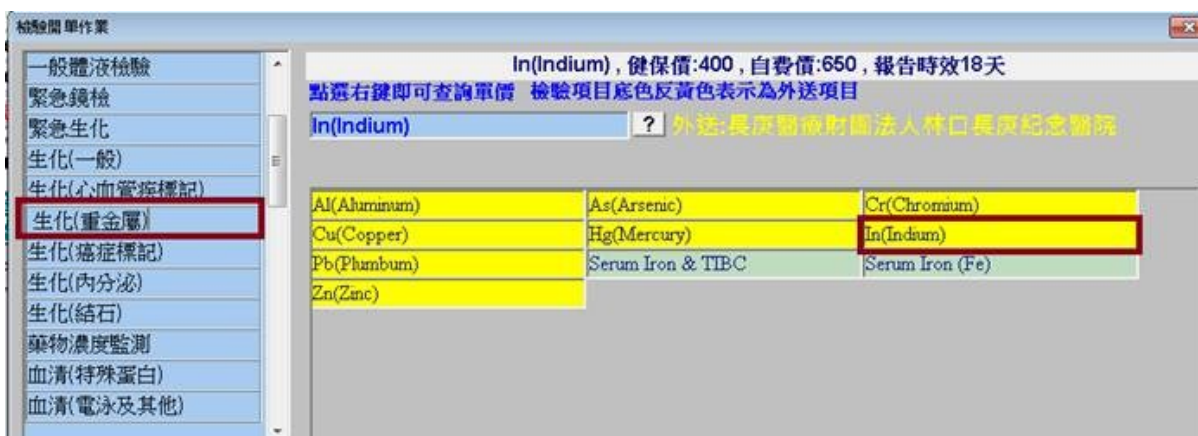 檢驗開單作業
一般體液檢驗
緊急鏡檢
緊急生化
生化(一般)
生化(心血管疾標記)
生化(重金屬)
生化(癌症標記)
生化(內分泌)
生化(結石)
藥物濃度監測
血清(特殊蛋白)
血清(電泳及其他)
In(Indium) , 健保價:400 , 自費價:650 , 報告時效18天
點選右鍵即可查詢單價 檢驗項目底色反黃色表示為外送項目
In(Indium) ? 外送:長庚醫療財團法人林口長庚紀念醫院
Al(Aluminum) As(Arsenic) Cr(Chromium)
Cu(Copper) Hg(Mercury) In(Indium)
Pb(Plumbum) Serum Iron & TIBC Serum Iron (Fe)
Zn(Zinc)